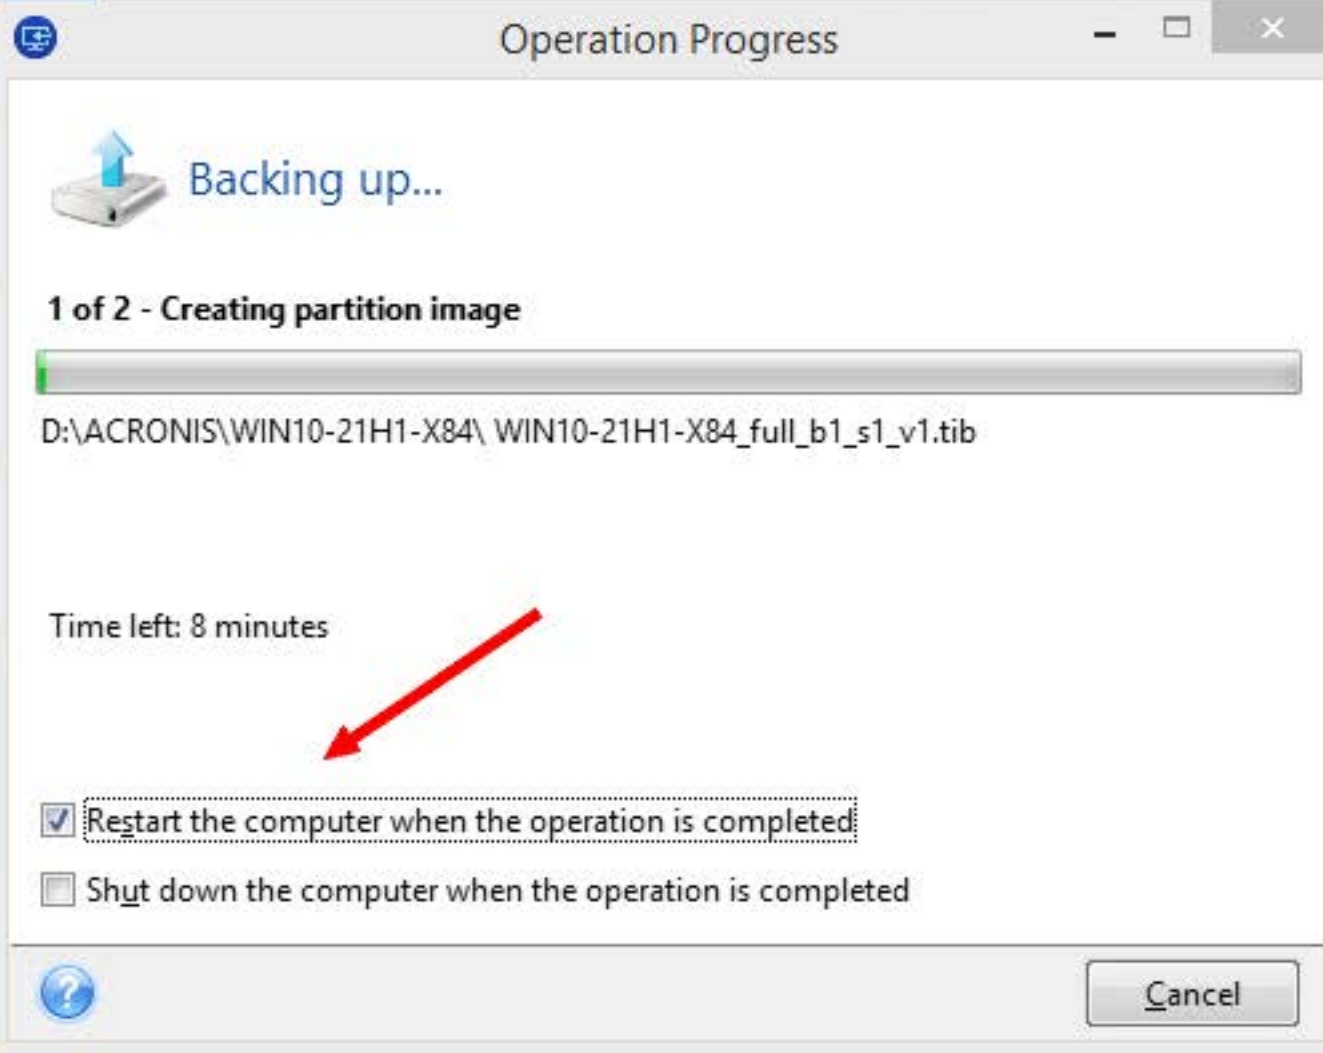 Operation Progress
Backing up...
1 of 2 - Creating partition image
D:\ACRONIS\WIN10-21H1-X84\ WIN10-21H1-X84_full_b1_s1_v1.tib
Time left: 8 minutes
Restart the computer when the operation is completed
Shut down the computer when the operation is completed
?
Cancel